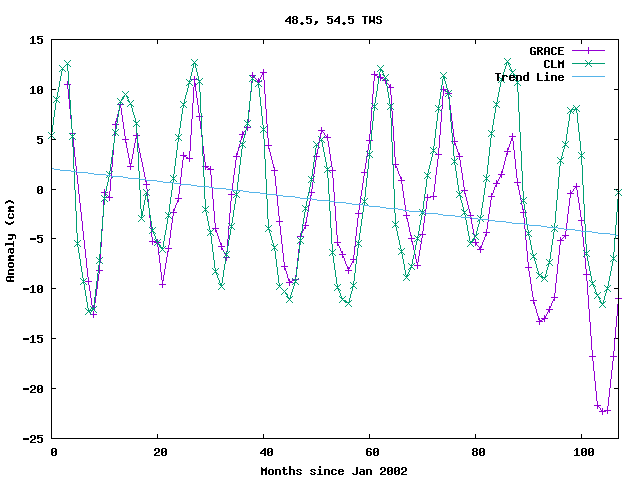 48.5, 54.5 TWS
GRACE
CLM
Trend Line
15
10
5
0
-5
-10
-15
-20
-25
Anomaly (cm)
0 20 40 60 80 100
Months since Jan 2002